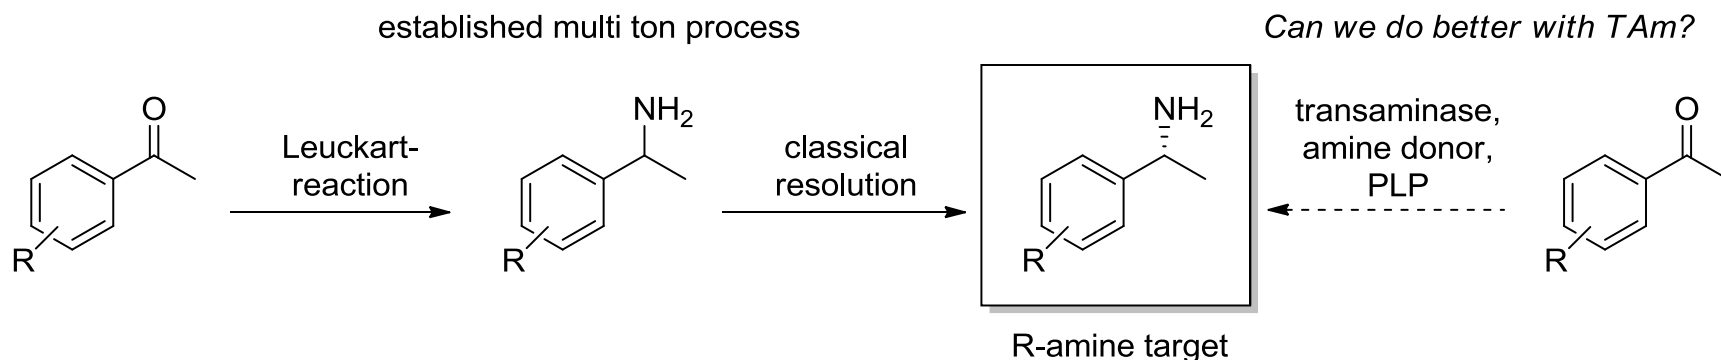 established multi ton process
Can we do better with TAm?
O
R
Leuckart-
reaction
NH2
R
classical
resolution
NH2
R
R-amine target
transaminase,
amine donor,
PLP
O
R